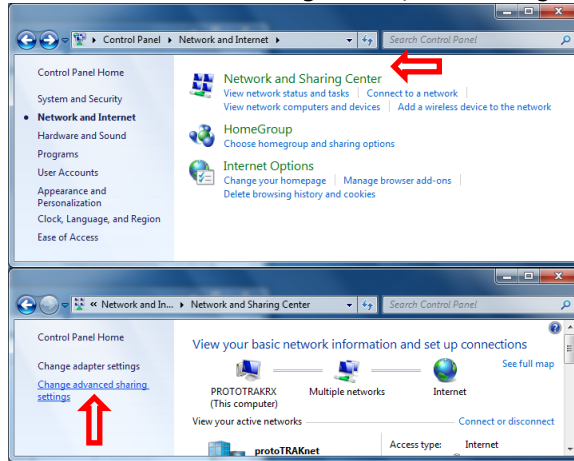 Control Panel ▸ Network and Internet ▸
Search Control Panel
Control Panel Home
System and Security
• Network and Internet
Hardware and Sound
Programs
User Accounts
Appearance and
Personalization
Clock, Language, and Region
Ease of Access
Network and Sharing Center
View network status and tasks | Connect to a network |
View network computers and devices | Add a wireless device to the network
HomeGroup
Choose homegroup and sharing options
Internet Options
Change your homepage | Manage browser add-ons |
Delete browsing history and cookies
« Network and In... ▸ Network and Sharing Center
Search Control Panel
Control Panel Home
Change adapter settings
Change advanced sharing
settings
View your basic network information and set up connections
See full map
PROTOTRAKRX Multiple networks Internet
(This computer)
View your active networks Connect or disconnect
protoTRAKnet
Access type: Internet